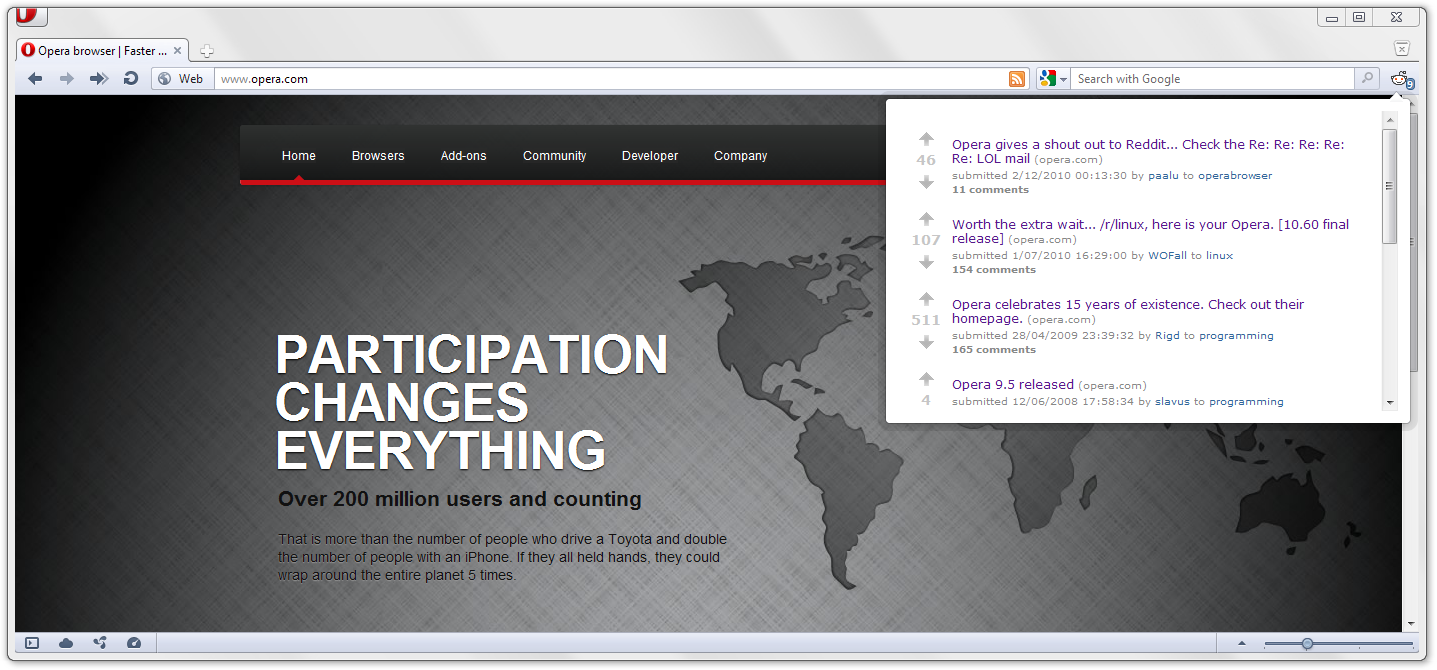 Opera browser | Faster ...
Web
www.opera.com
Search with Google
9
Home
Browsers
Add-ons
Community
Developer
Company
46
Opera gives a shout out to Reddit... Check the Re: Re: Re: Re:
Re: LOL mail (opera.com)
submitted 2/12/2010 00:13:30 by paalu to operabrowser
11 comments
107
Worth the extra wait... /r/linux, here is your Opera. [10.60 final
release] (opera.com)
submitted 1/07/2010 16:29:00 by WOFall to linux
154 comments
511
Opera celebrates 15 years of existence. Check out their
homepage. (opera.com)
submitted 28/04/2009 23:39:32 by Rigd to programming
165 comments
4
Opera 9.5 released (opera.com)
submitted 12/06/2008 17:58:34 by slavus to programming
PARTICIPATION
CHANGES
EVERYTHING
Over 200 million users and counting
That is more than the number of people who drive a Toyota and double
the number of people with an iPhone. If they all held hands, they could
wrap around the entire planet 5 times.